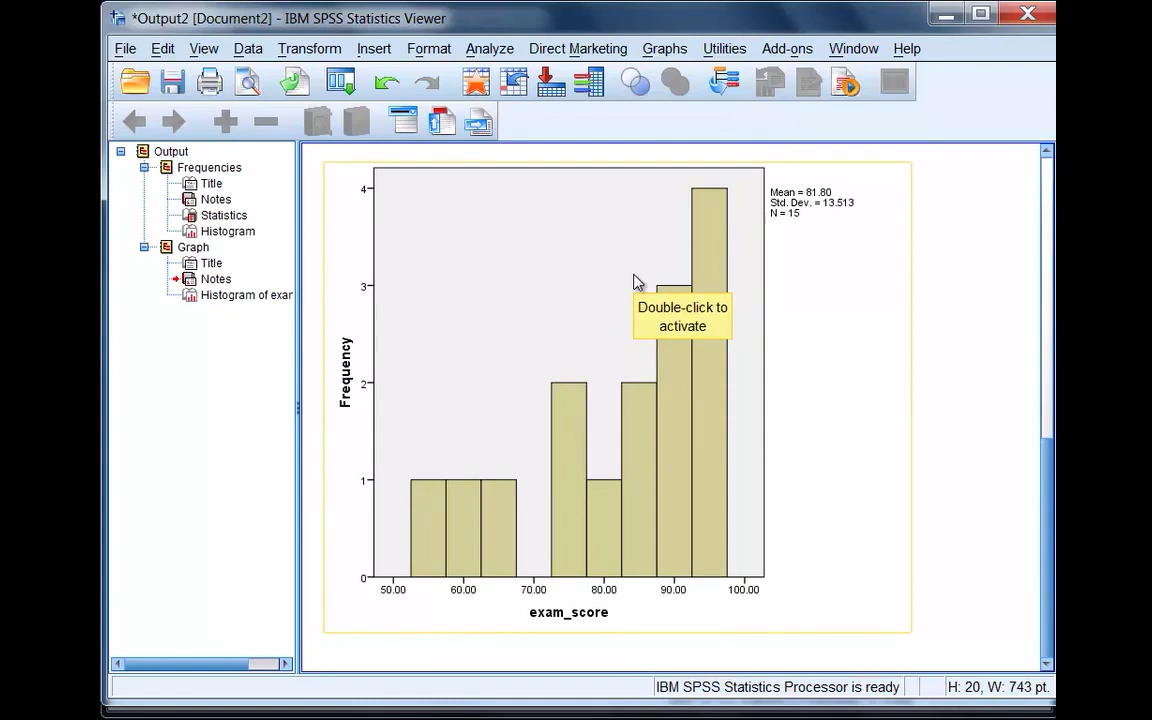 *Output2 [Document2] - IBM SPSS Statistics Viewer
File Edit View Data Transform Insert Format Analyze Direct Marketing Graphs Utilities Add-ons Window Help
Output
Frequencies
Title
Notes
Statistics
Histogram
Graph
Title
Notes
Histogram of exar
Mean = 81.80
Std. Dev. = 13.513
N = 15
4
3
2
1
0
Frequency
Double-click to
activate
50.00 60.00 70.00 80.00 90.00 100.00
exam_score
IBM SPSS Statistics Processor is ready H: 20, W: 743 pt.